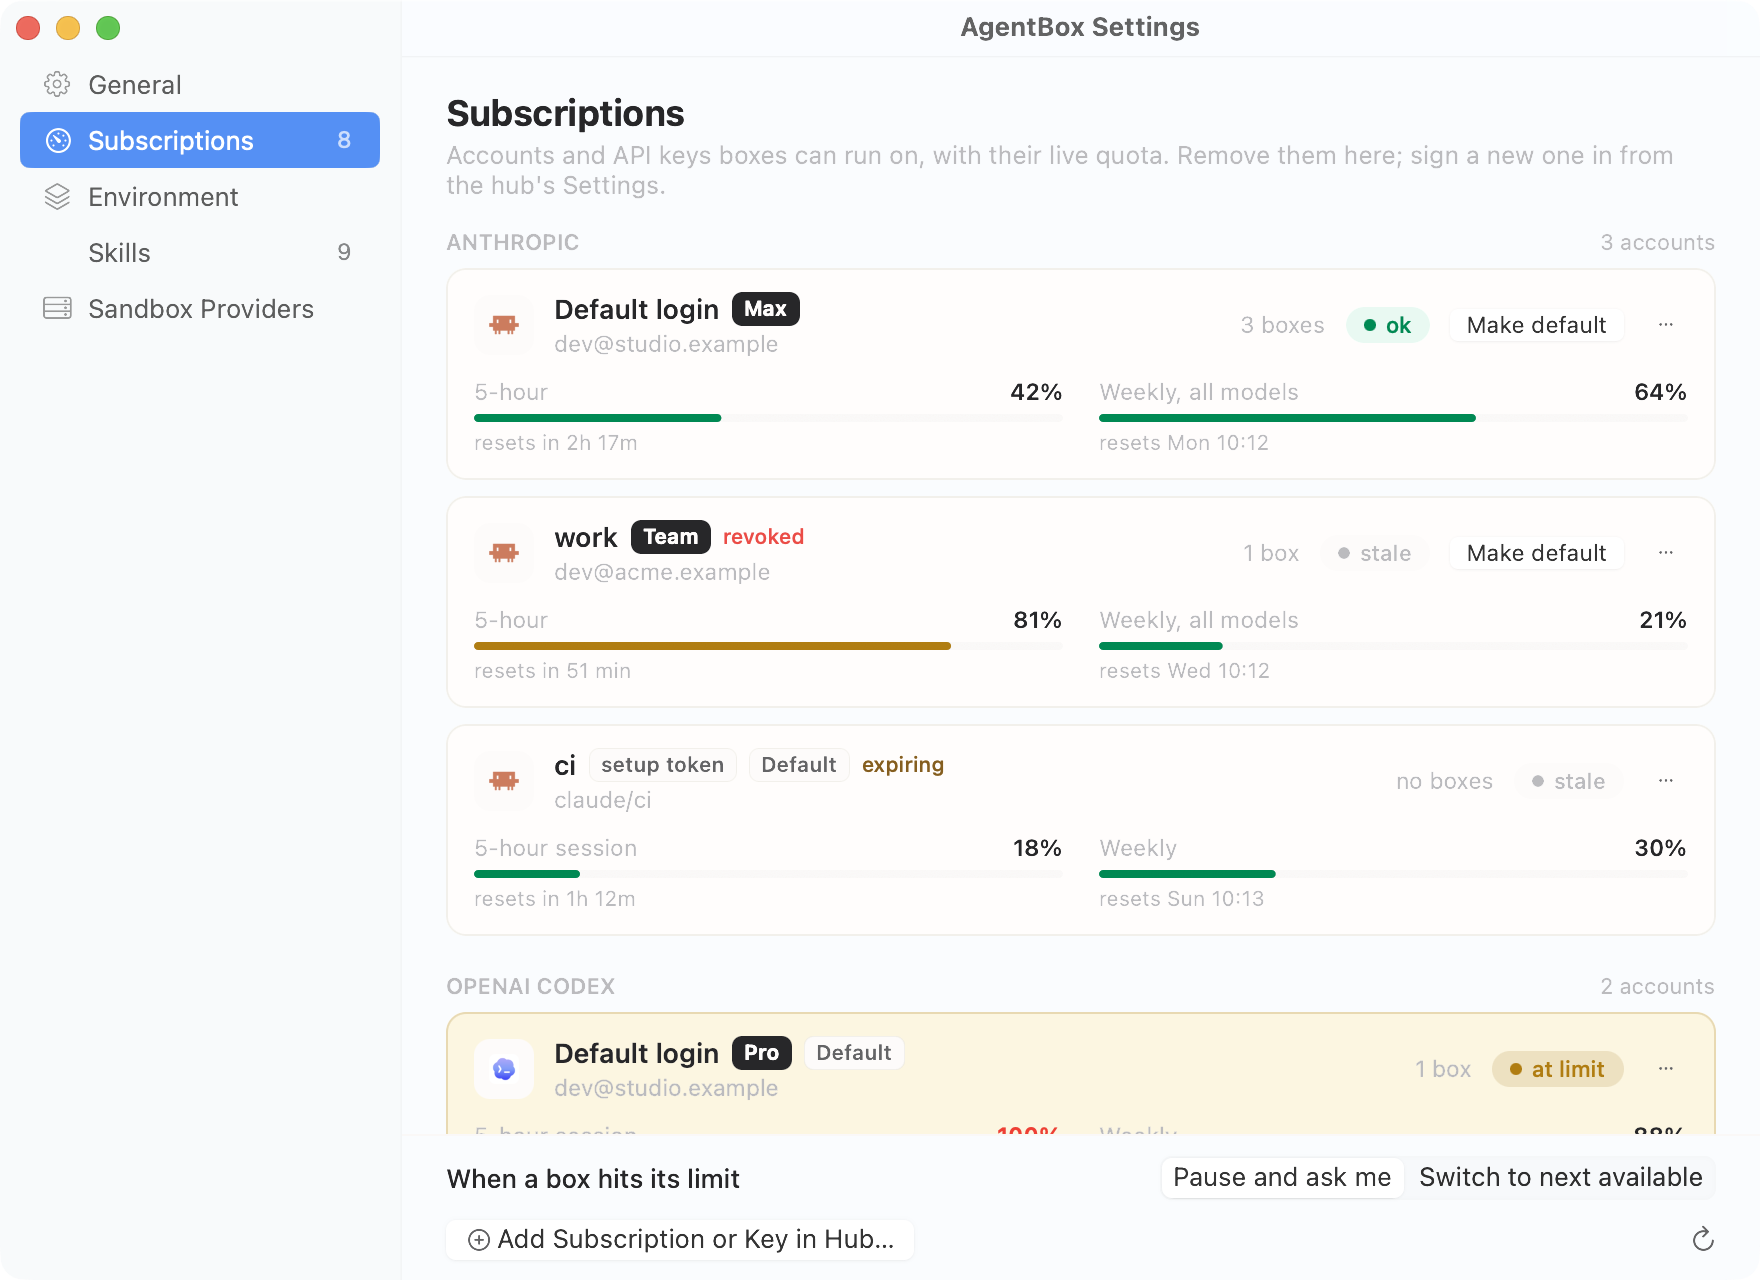 AgentBox Settings
General
Subscriptions 8
Environment
Skills 9
Sandbox Providers
Subscriptions
Accounts and API keys boxes can run on, with their live quota. Remove them here; sign a new one in from
the hub's Settings.
ANTHROPIC 3 accounts
Default login Max
dev@studio.example
3 boxes ok Make default ...
5-hour 42%
resets in 2h 17m
Weekly, all models 64%
resets Mon 10:12
work Team revoked
dev@acme.example
1 box stale Make default ...
5-hour 81%
resets in 51 min
Weekly, all models 21%
resets Wed 10:12
ci setup token Default expiring
claude/ci
no boxes stale ...
5-hour session 18%
resets in 1h 12m
Weekly 30%
resets Sun 10:13
OPENAI CODEX 2 accounts
Default login Pro Default
dev@studio.example
1 box at limit ...
5-hour session 100%
Weekly 88%
When a box hits its limit
Pause and ask me Switch to next available
Add Subscription or Key in Hub...